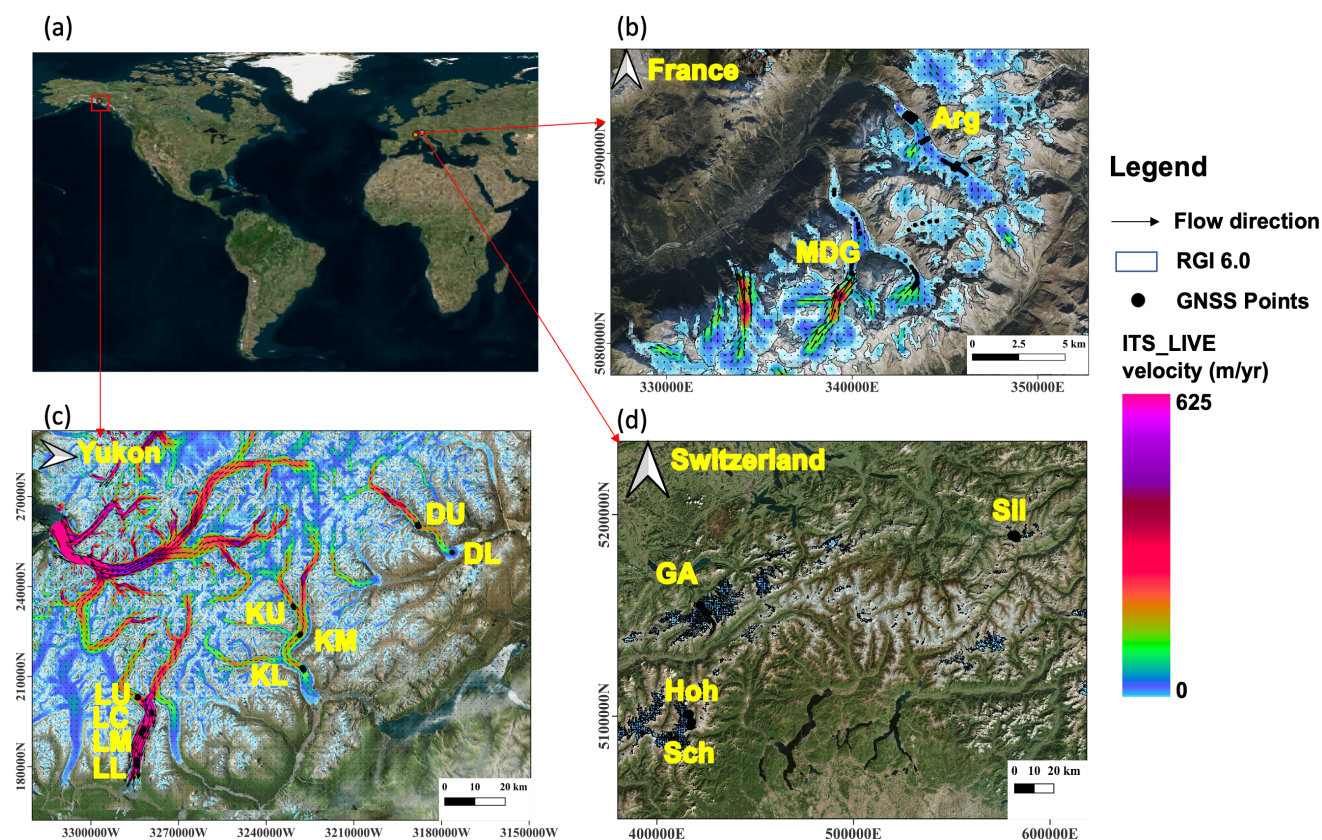 (a)
(b)
France
Arg
MDG
5090000N
5080000N
0 2.5 5 km
330000E 340000E 350000E
Legend
Flow direction
RGI 6.0
GNSS Points
ITS_LIVE
velocity (m/yr)
625
0
(c)
Yukon
DU
DL
KU
KM
KL
LU
LC
LM
LL
270000N
240000N
210000N
180000N
0 10 20 km
3300000W 3270000W 3240000W 3210000W 3180000W 3150000W
(d)
Switzerland
Sil
GA
Hoh
Sch
5200000N
5100000N
0 10 20 km
400000E 500000E 600000E